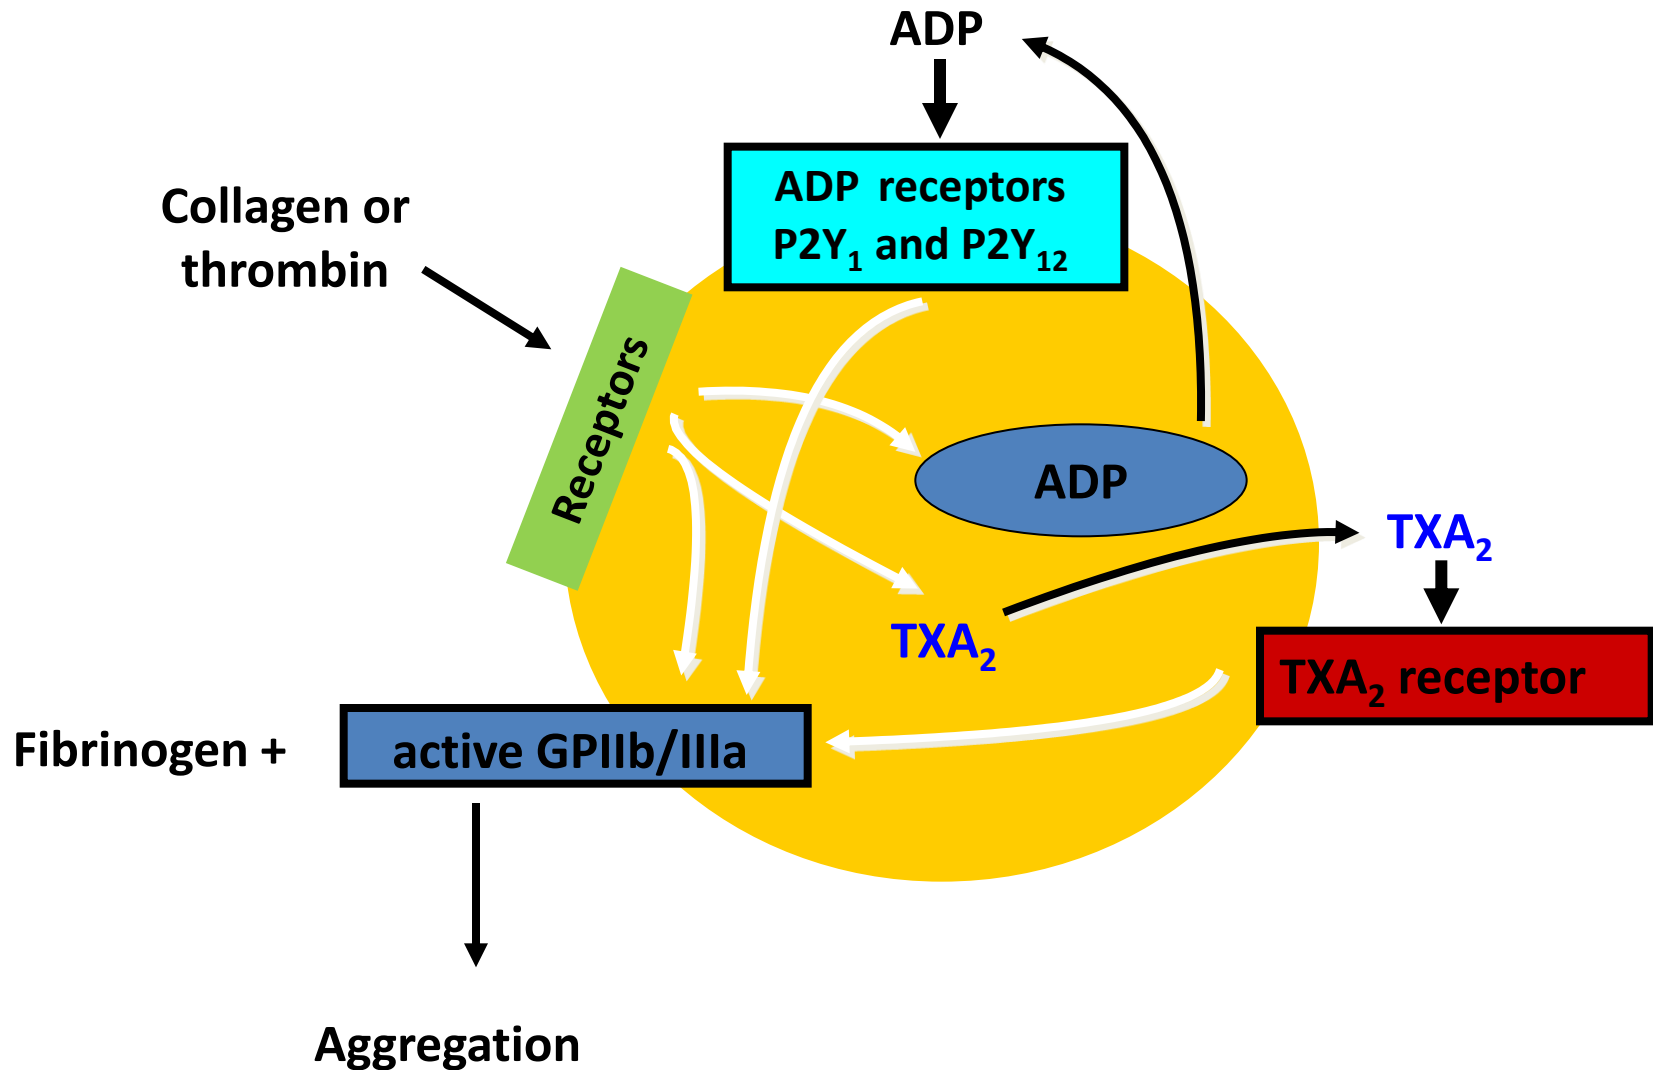 ADP
ADP receptors
P2Y₁ and P2Y₁₂
Collagen or
thrombin
Receptors
ADP
TXA₂
TXA₂
TXA₂ receptor
Fibrinogen +
active GPIIb/IIIa
Aggregation